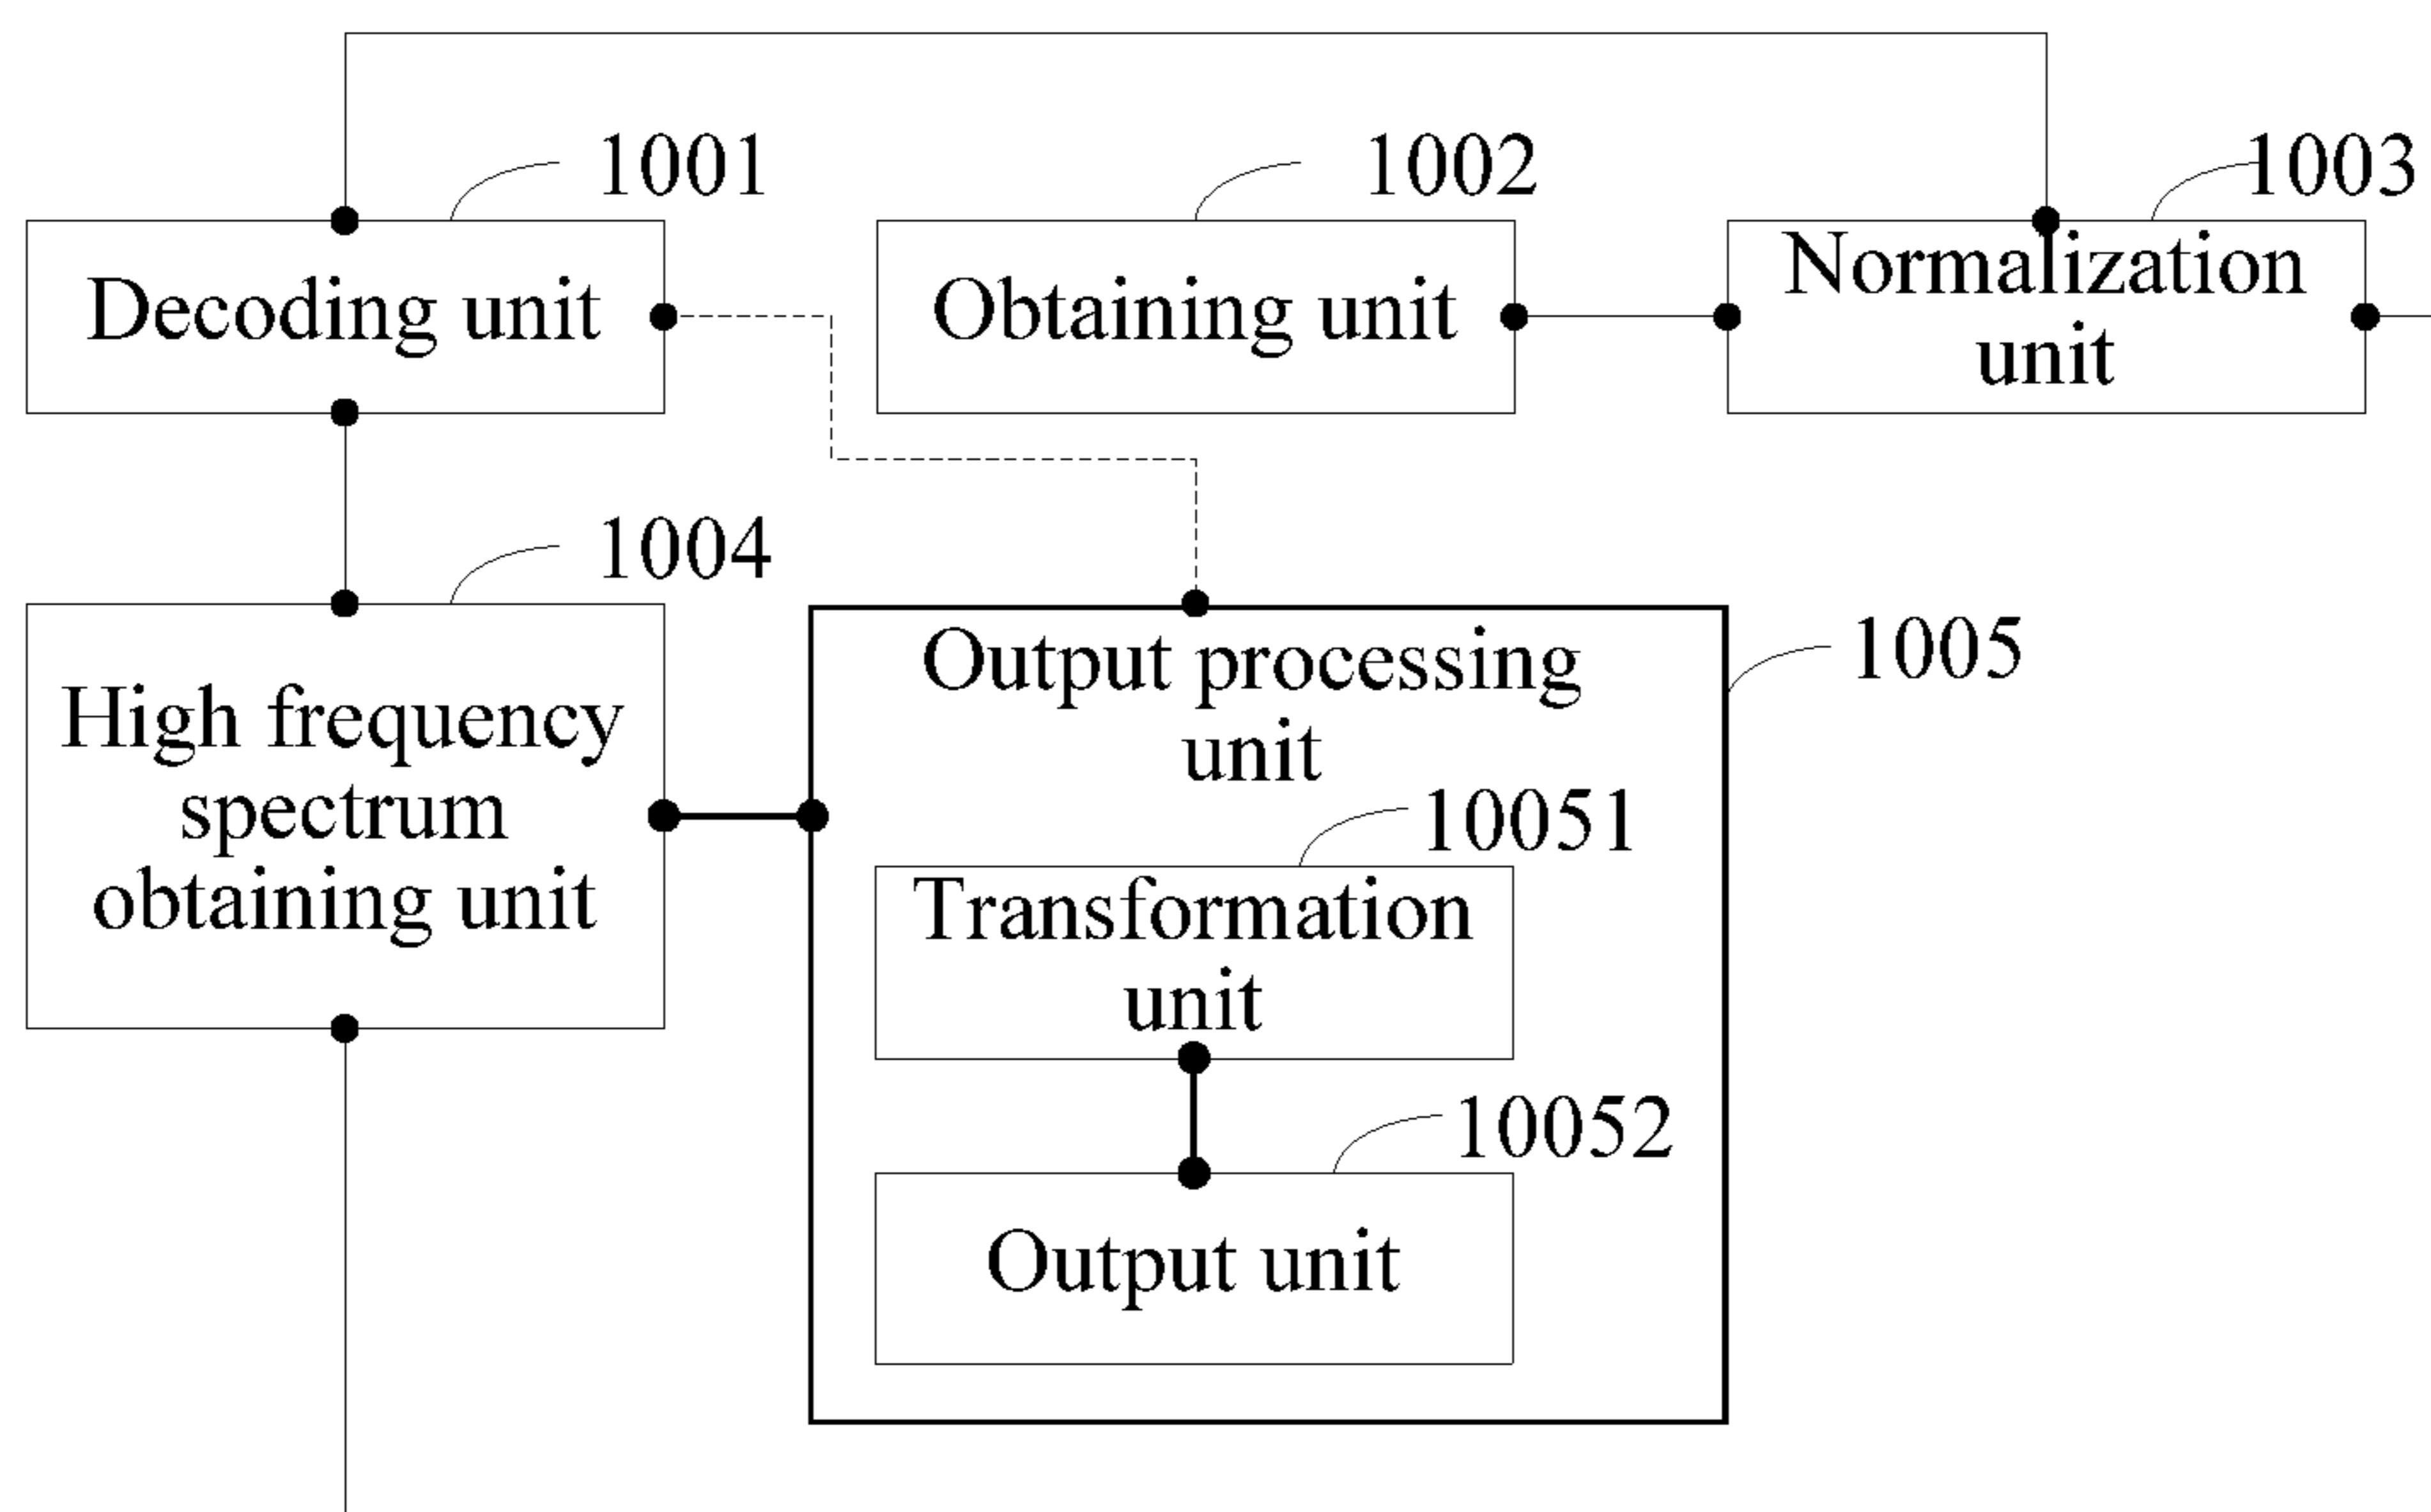 1001
Decoding unit
1002
Obtaining unit
1003
Normalization
unit
1004
High frequency
spectrum
obtaining unit
1005
Output processing
unit
10051
Transformation
unit
10052
Output unit